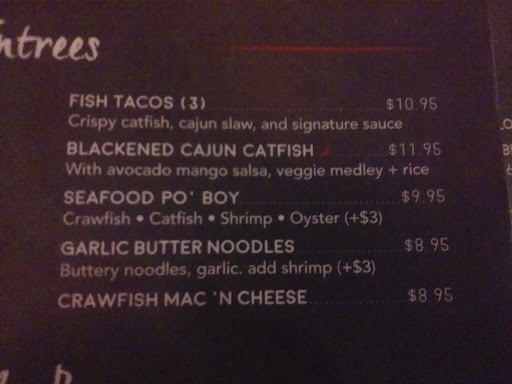 ntrees
FISH TACOS (3) $10.95
Crispy catfish, cajun slaw, and signature sauce
BLACKENED CAJUN CATFISH $11.95
With avocado mango salsa, veggie medley + rice
SEAFOOD PO' BOY $9.95
Crawfish • Catfish • Shrimp • Oyster (+$3)
GARLIC BUTTER NOODLES $8.95
Buttery noodles, garlic. add shrimp (+$3)
CRAWFISH MAC 'N CHEESE $8.95